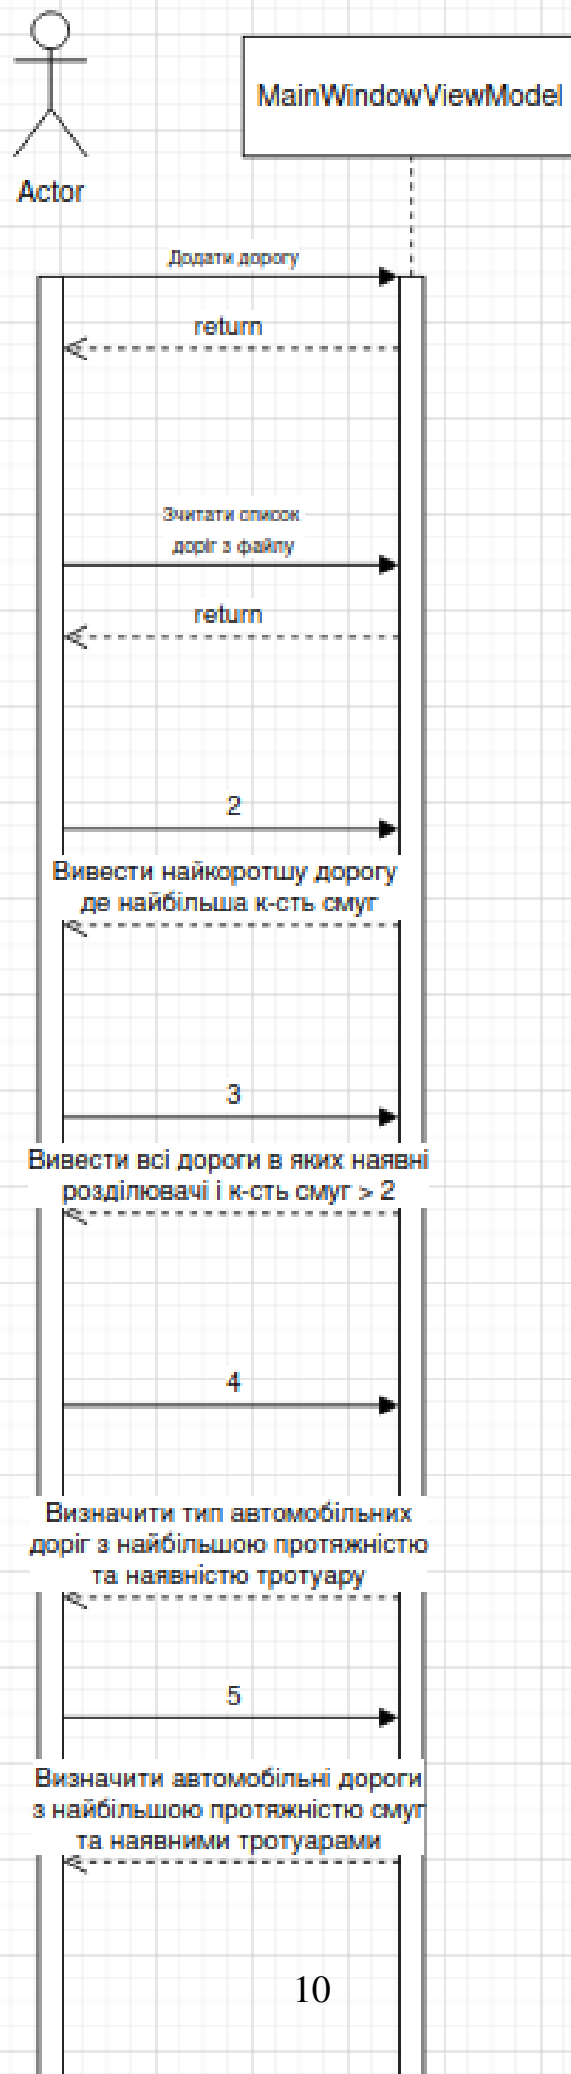 MainWindowViewModel
Actor
Додати дорогу
return
Зчитати список
доріг з файлу
return
2
Вивести найкоротшу дорогу
де найбільша к-сть смуг
3
Вивести всі дороги в яких наявні
розділювачі і к-сть смуг > 2
4
Визначити тип автомобільних
доріг з найбільшою протяжністю
та наявністю тротуару
5
Визначити автомобільні дороги
з найбільшою протяжністю смуг
та наявними тротуарами
10